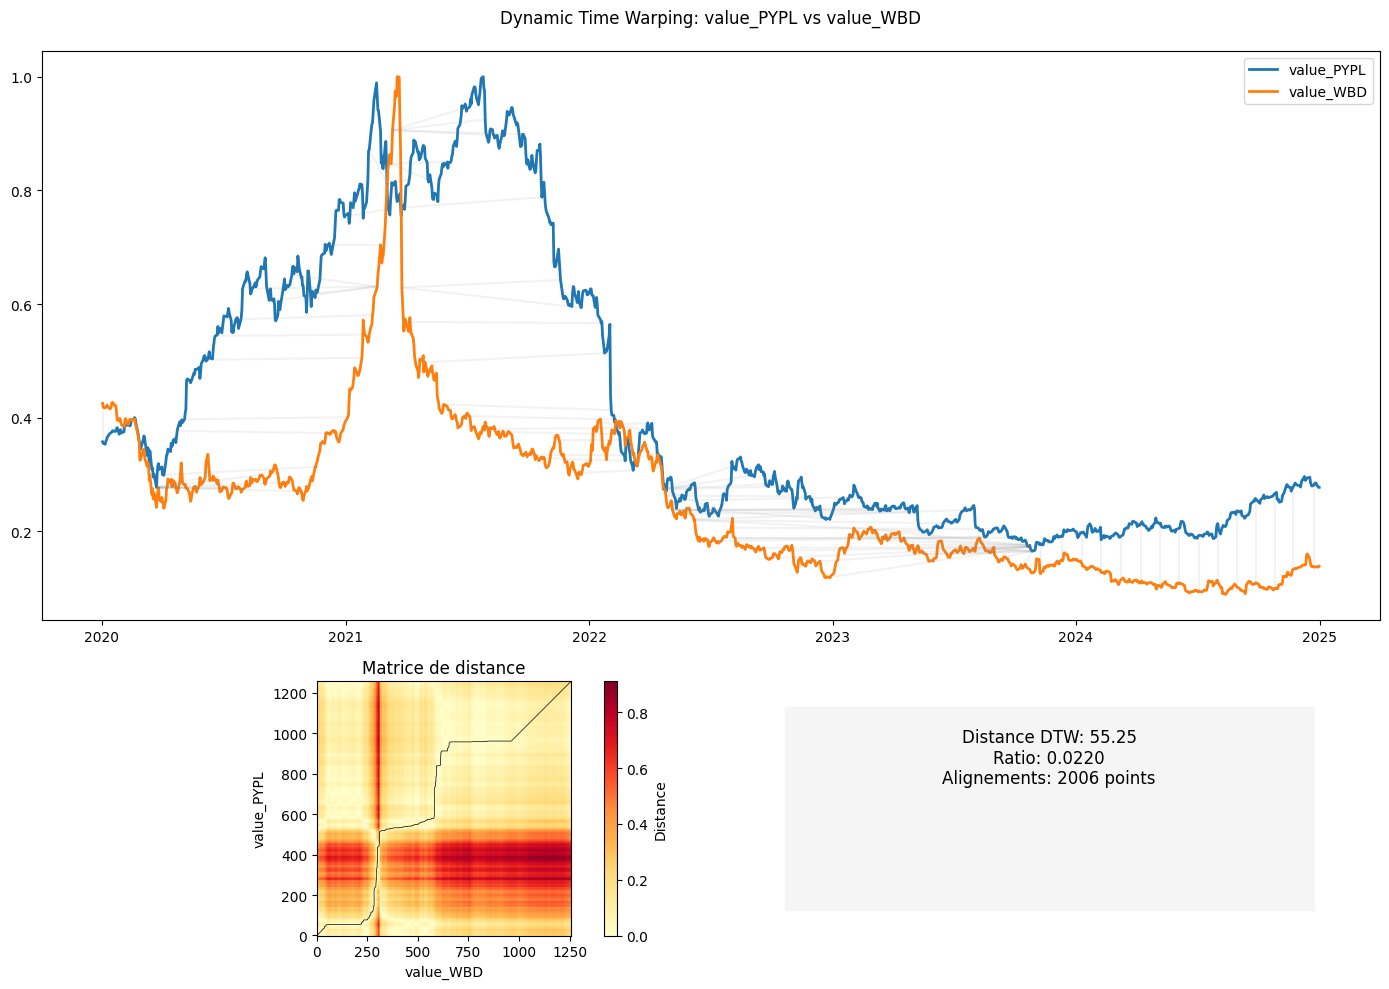 Dynamic Time Warping: value_PYPL vs value_WBD
value_PYPL
value_WBD
1.0
0.8
0.6
0.4
0.2
2020 2021 2022 2023 2024 2025
Matrice de distance
value_PYPL
1200
1000
800
600
400
200
0
0 250 500 750 1000 1250
value_WBD
0.8
0.6
0.4
0.2
0.0
Distance
Distance DTW: 55.25
Ratio: 0.0220
Alignements: 2006 points